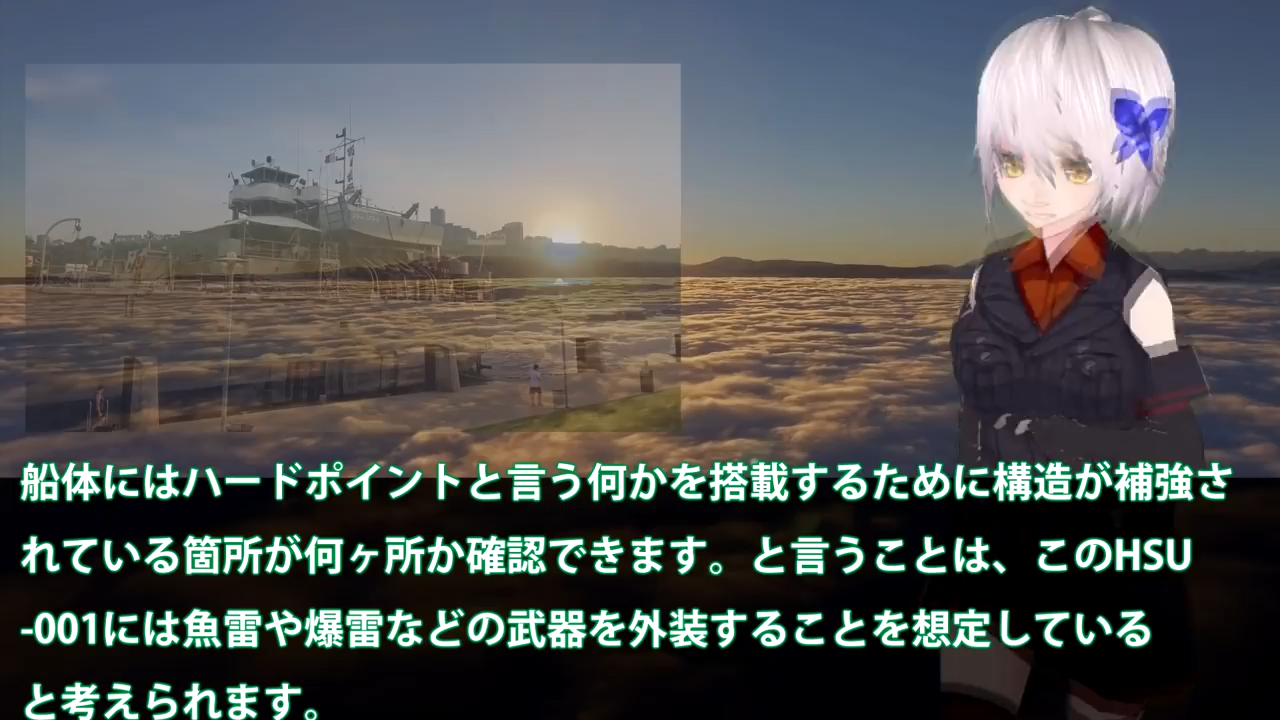 船体にはハードポイントと言う何かを搭載するために構造が補強さ
れている箇所が何ヶ所か確認できます。と言うことは、このHSU
-001には魚雷や爆雷などの武器を外装することを想定している
と考えられます。